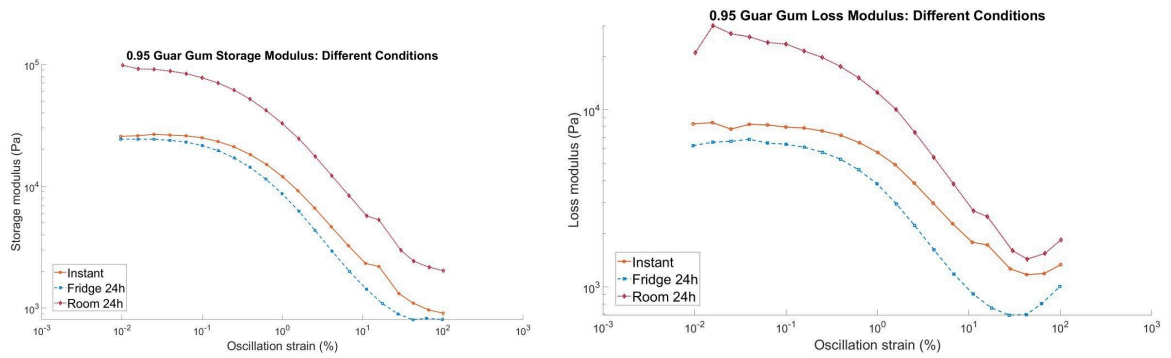 0.95 Guar Gum Storage Modulus: Different Conditions
10^5
10^4
10^3
Storage modulus (Pa)
Instant
Fridge 24h
Room 24h
10^-3
10^-2
10^-1
10^0
10^1
10^2
10^3
Oscillation strain (%)
0.95 Guar Gum Loss Modulus: Different Conditions
10^4
10^3
Loss modulus (Pa)
Instant
Fridge 24h
Room 24h
10^-3
10^-2
10^-1
10^0
10^1
10^2
10^3
Oscillation strain (%)